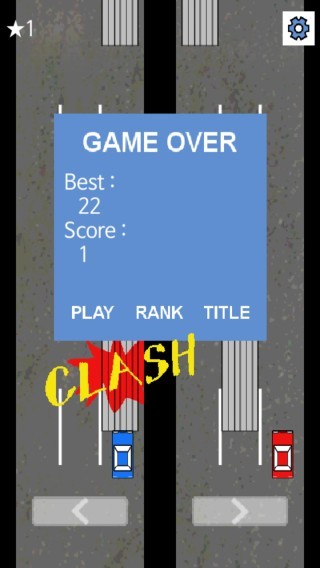 ★1
GAME OVER
Best :
22
Score :
1
PLAY RANK TITLE
CLASH